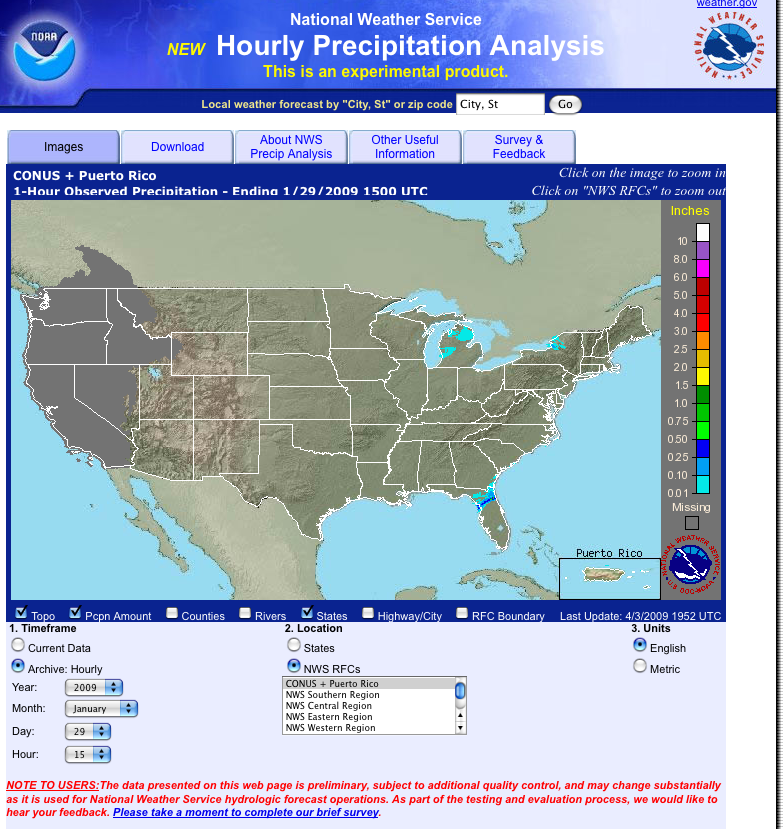 weather.gov
NOAA
National Weather Service
NATIONAL WEATHER SERVICE
NEW Hourly Precipitation Analysis
This is an experimental product.
Local weather forecast by "City, St" or zip code City, St Go
Images
Download
About NWS
Precip Analysis
Other Useful
Information
Survey &
Feedback
CONUS + Puerto Rico
Click on the image to zoom in
1-Hour Observed Precipitation - Ending 1/29/2009 1500 UTC
Click on "NWS RFCs" to zoom out
Inches
10
8.0
6.0
5.0
4.0
3.0
2.5
2.0
1.5
1.0
0.75
0.50
0.25
0.10
0.01
Missing
Puerto Rico
NATIONAL WEATHER SERVICE
Topo Pcpn Amount Counties Rivers States Highway/City RFC Boundary Last Update: 4/3/2009 1952 UTC
1. Timeframe
2. Location
3. Units
Current Data
States
English
Archive: Hourly
NWS RFCs
Metric
Year: 2009
CONUS + Puerto Rico
NWS Southern Region
Month: January
NWS Central Region
NWS Eastern Region
Day: 29
NWS Western Region
Hour: 15
NOTE TO USERS:The data presented on this web page is preliminary, subject to additional quality control, and may change substantially
as it is used for National Weather Service hydrologic forecast operations. As part of the testing and evaluation process, we would like to
hear your feedback. Please take a moment to complete our brief survey.